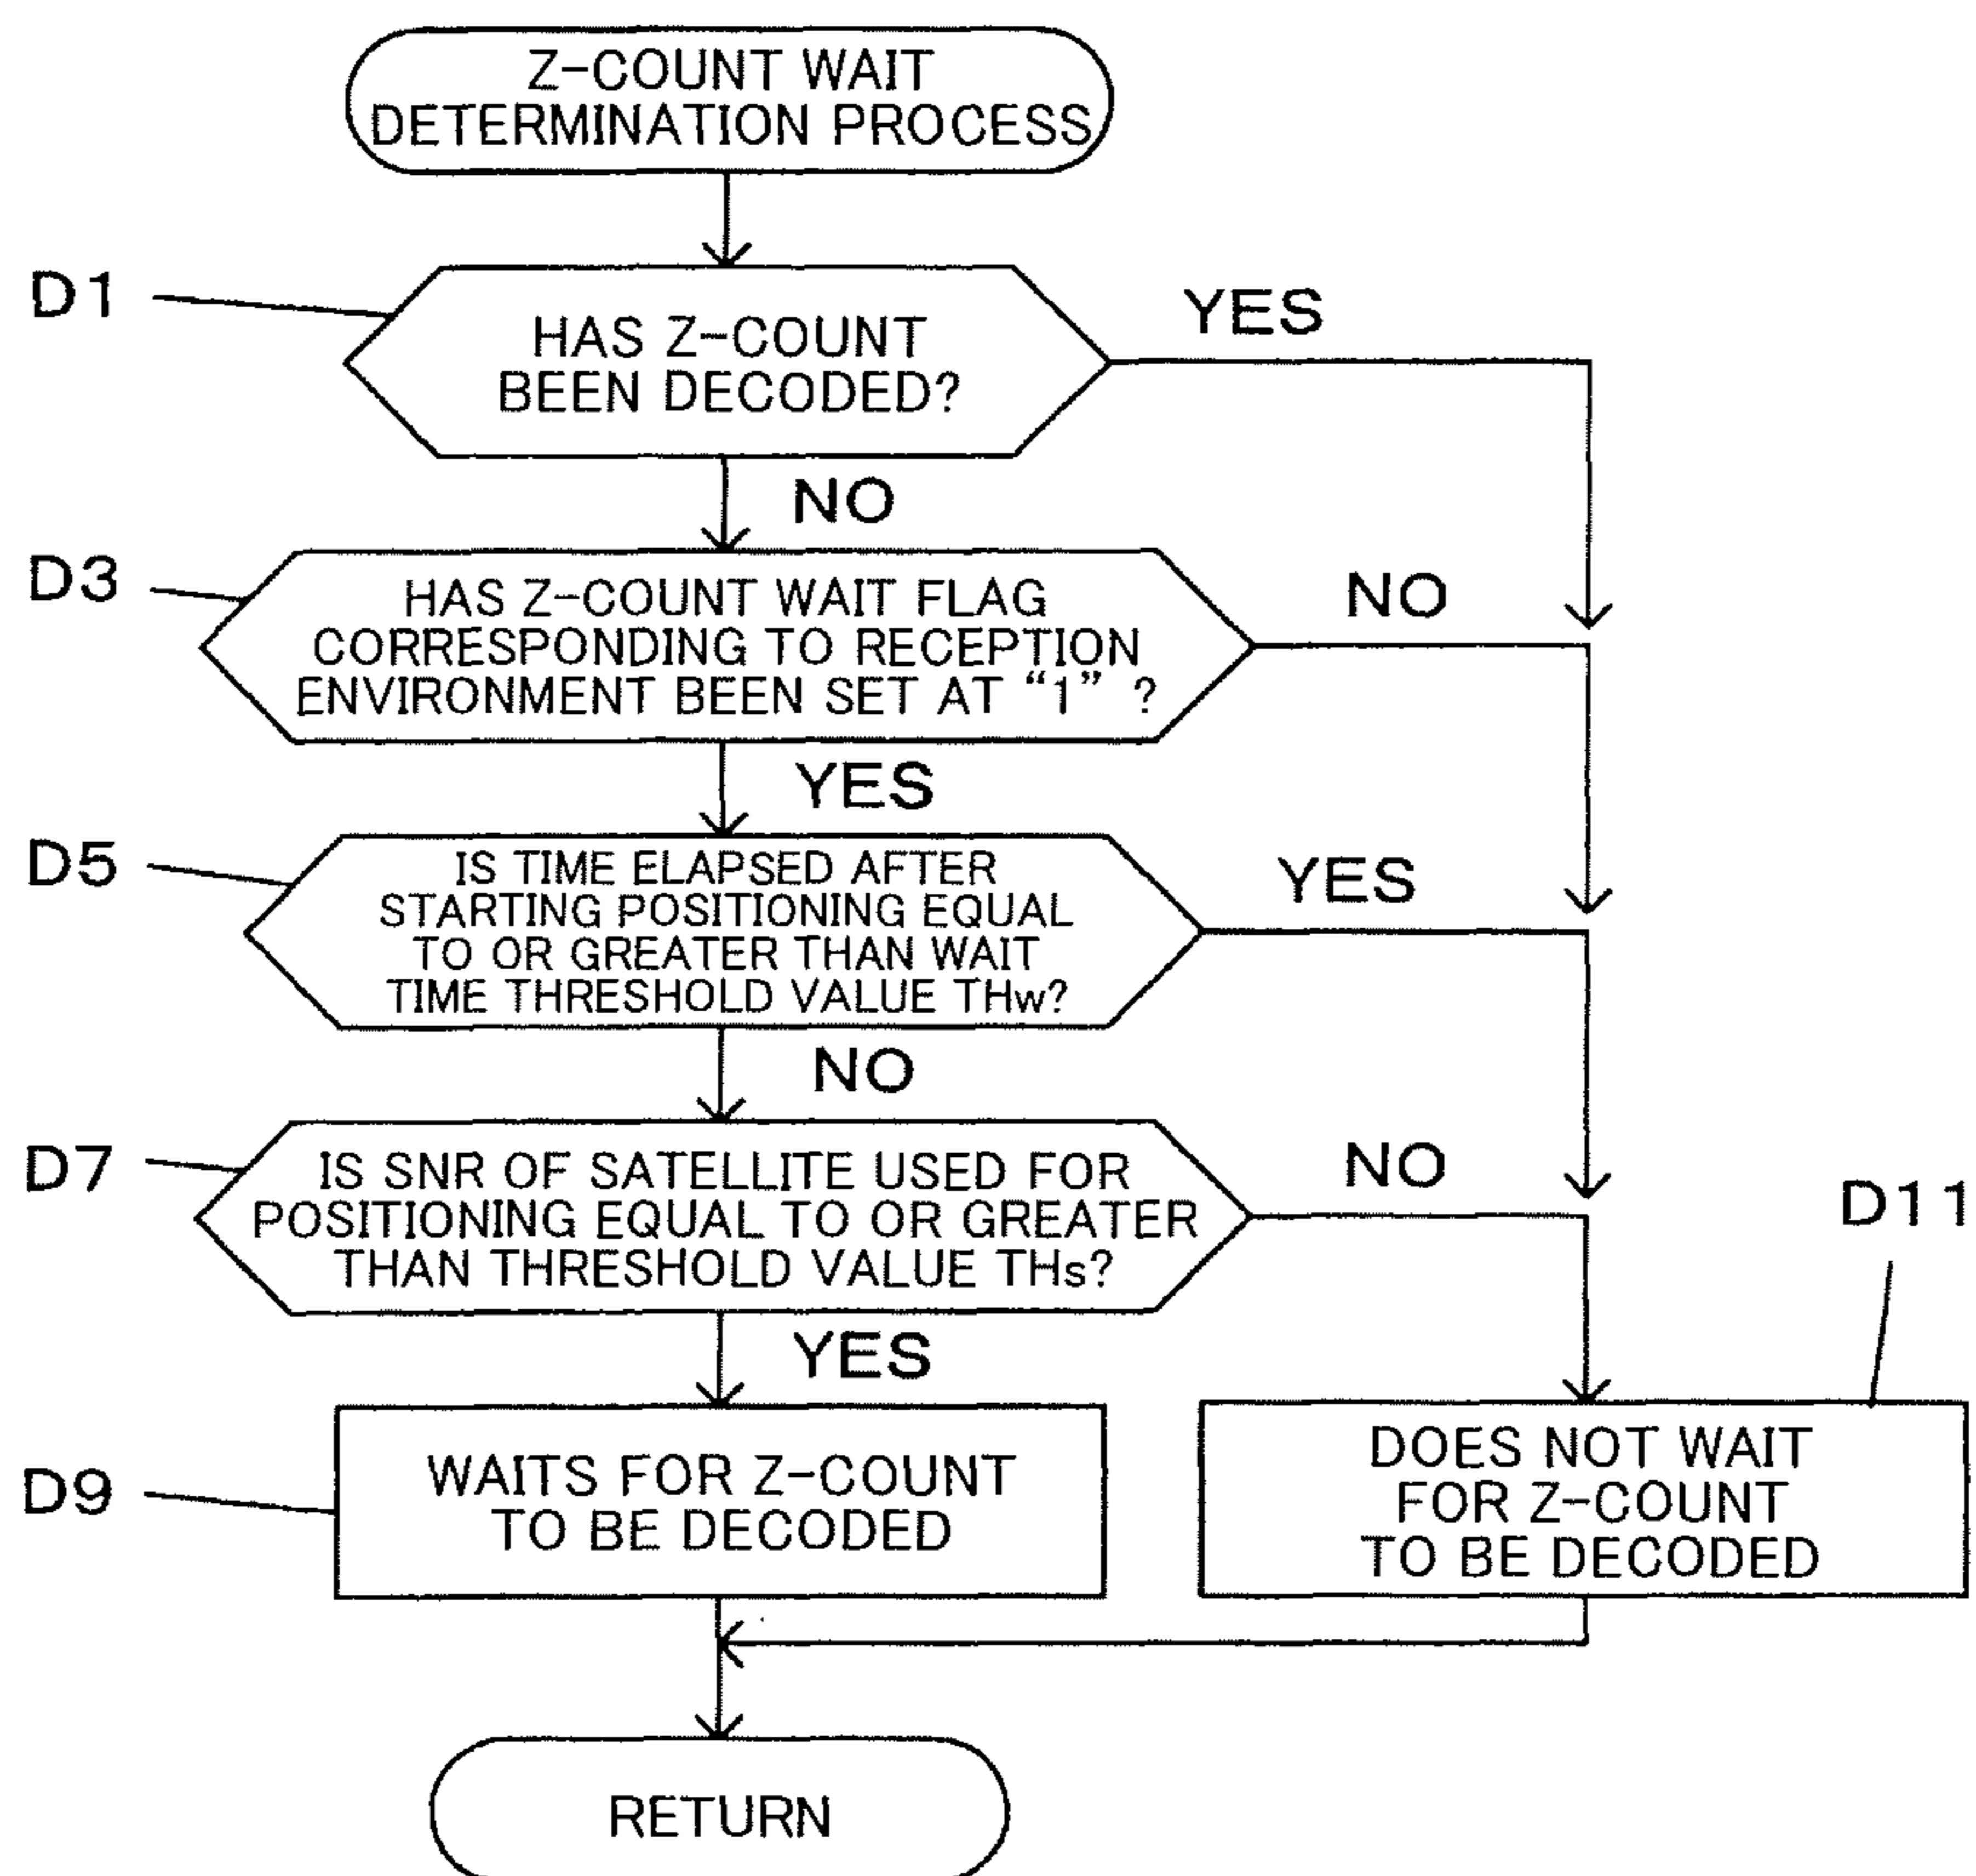 Z-COUNT WAIT
DETERMINATION PROCESS
D1
HAS Z-COUNT
BEEN DECODED?
YES
NO
D3
HAS Z-COUNT WAIT FLAG
CORRESPONDING TO RECEPTION
ENVIRONMENT BEEN SET AT “1” ?
NO
YES
D5
IS TIME ELAPSED AFTER
STARTING POSITIONING EQUAL
TO OR GREATER THAN WAIT
TIME THRESHOLD VALUE THw?
YES
NO
D7
IS SNR OF SATELLITE USED FOR
POSITIONING EQUAL TO OR GREATER
THAN THRESHOLD VALUE THs?
NO
YES
D11
D9
WAITS FOR Z-COUNT
TO BE DECODED
DOES NOT WAIT
FOR Z-COUNT
TO BE DECODED
RETURN